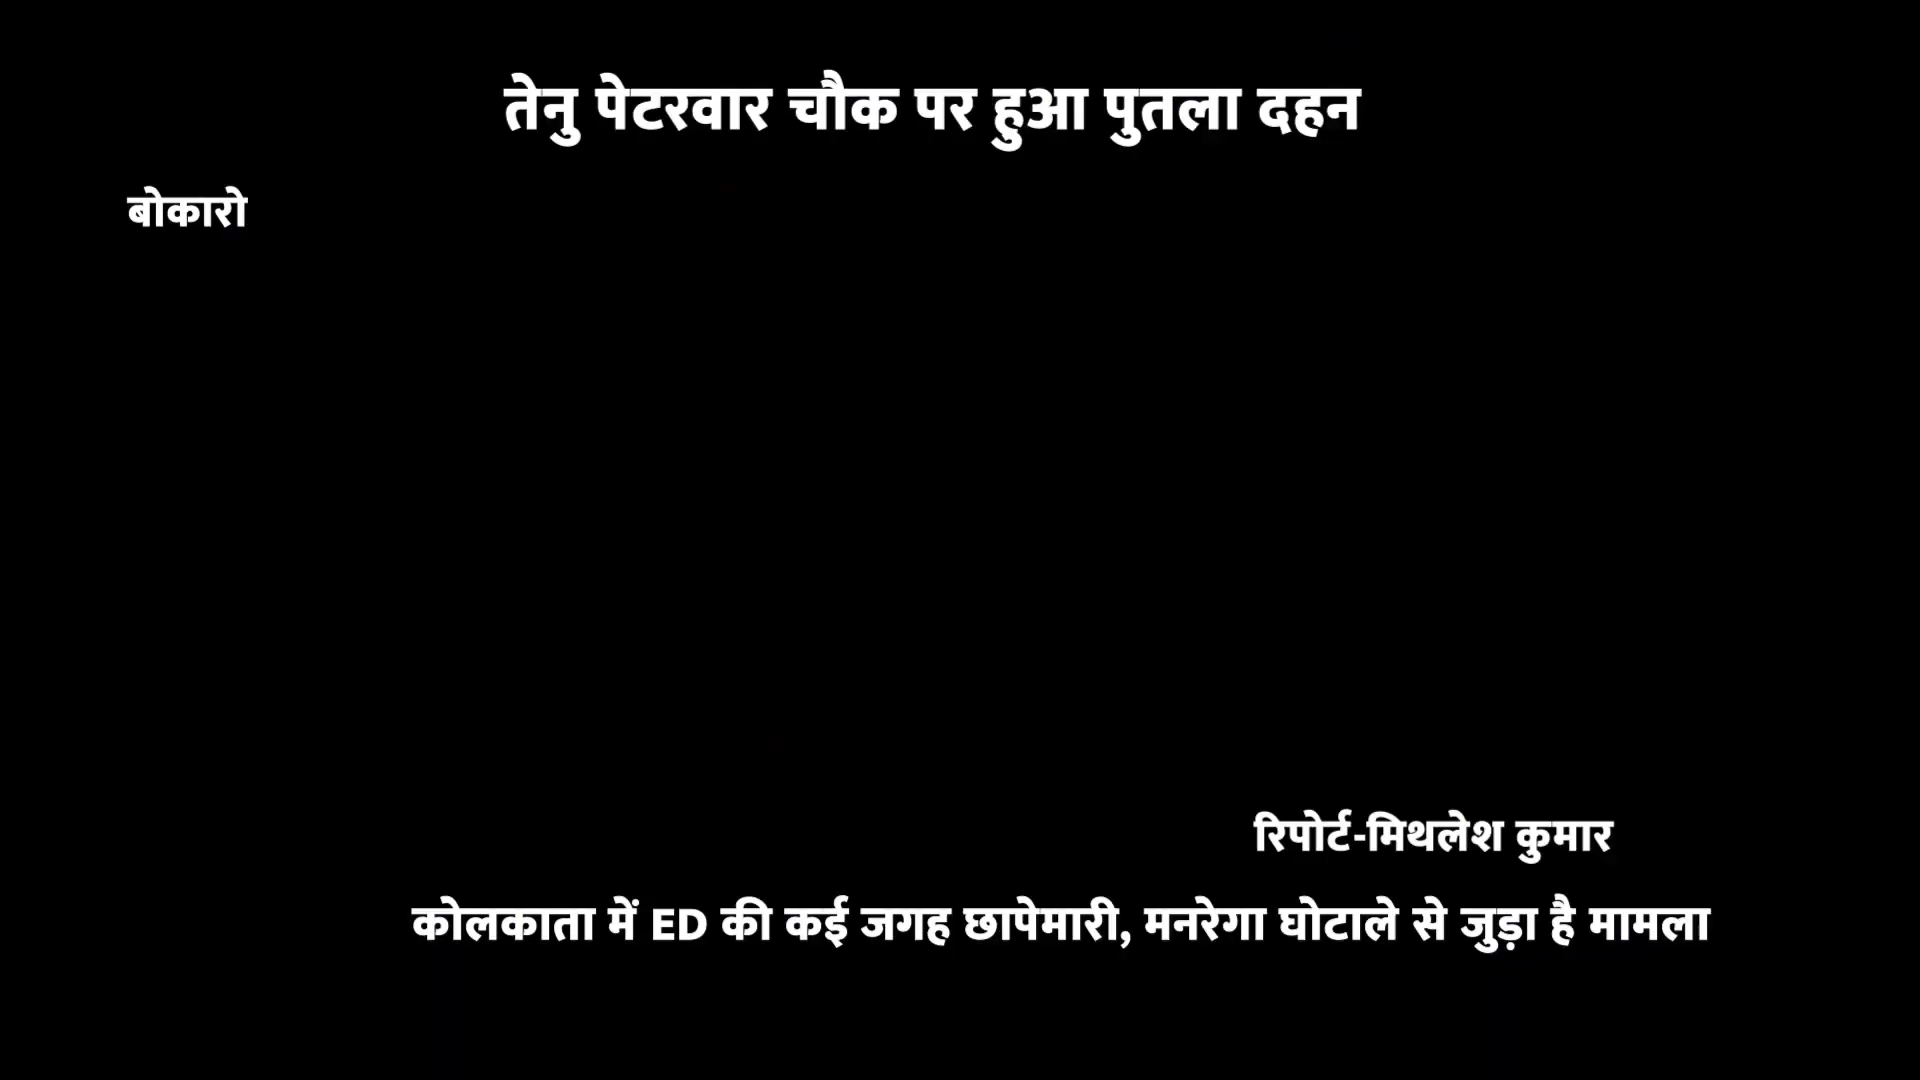 तेनु पेटरवार चौक पर हुआ पुतला दहन
बोकारो
रिपोर्ट-मिथलेश कुमार
कोलकाता में ED की कई जगह छापेमारी, मनरेगा घोटाले से जुड़ा है मामला